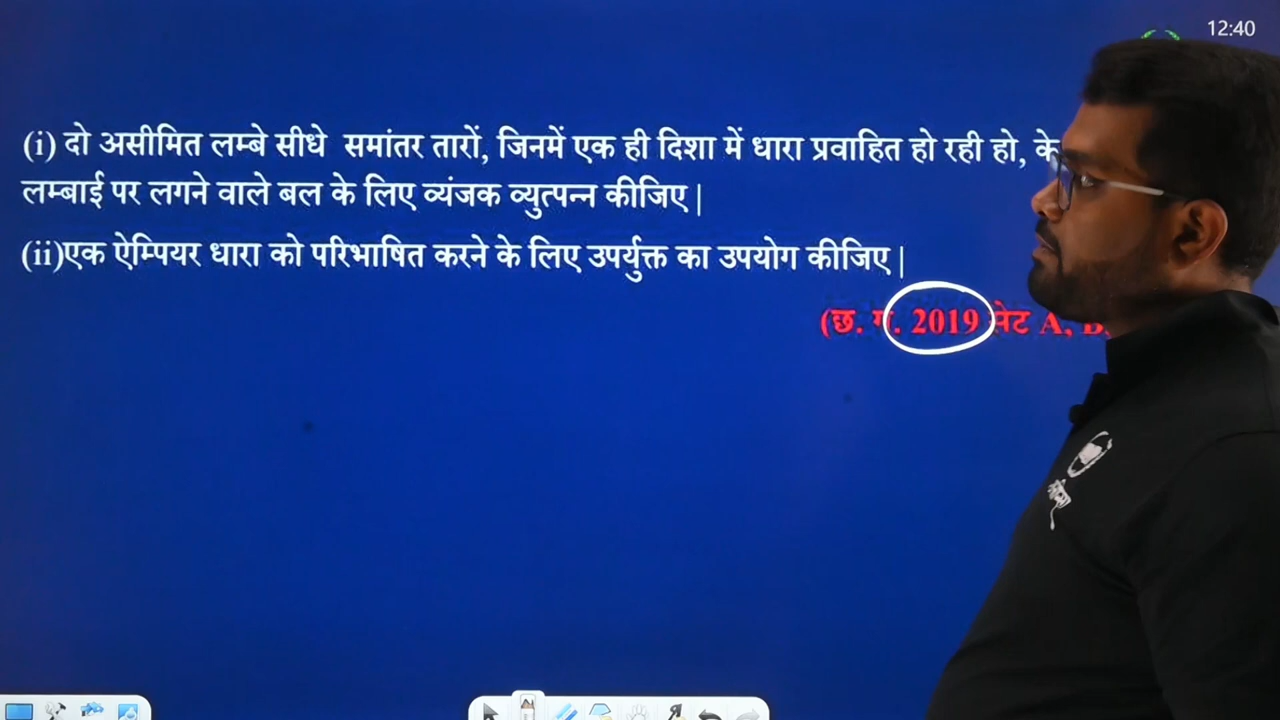 12:40
(i) दो असीमित लम्बे सीधे समांतर तारों, जिनमें एक ही दिशा में धारा प्रवाहित हो रही हो, के
लम्बाई पर लगने वाले बल के लिए व्यंजक व्युत्पन्न कीजिए |
(ii)एक ऐम्पियर धारा को परिभाषित करने के लिए उपर्युक्त का उपयोग कीजिए |
(छ. ग. 2019 सेट A, B,